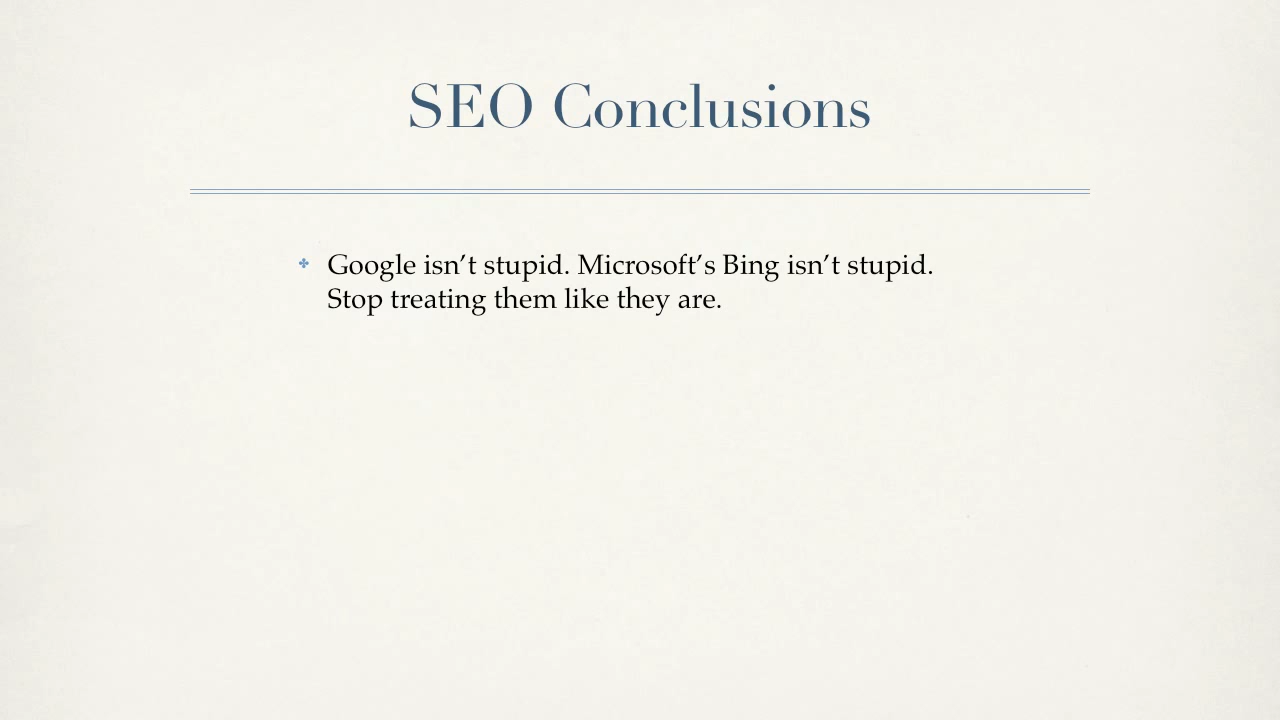 SEO Conclusions
Google isn’t stupid. Microsoft’s Bing isn’t stupid.
Stop treating them like they are.